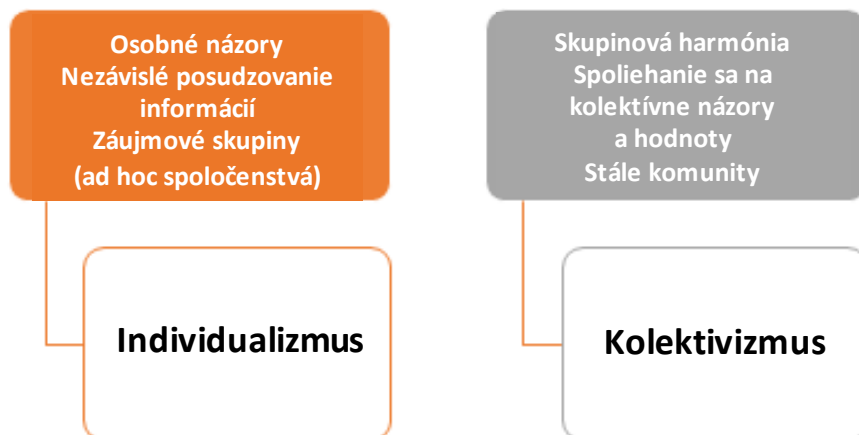 Osobné názory
Nezávislé posudzovanie
informácií
Záujmové skupiny
(ad hoc spoločenstvá)
Individualizmus
Skupinová harmónia
Spoliehanie sa na
kolektívne názory
a hodnoty
Stále komunity
Kolektivizmus